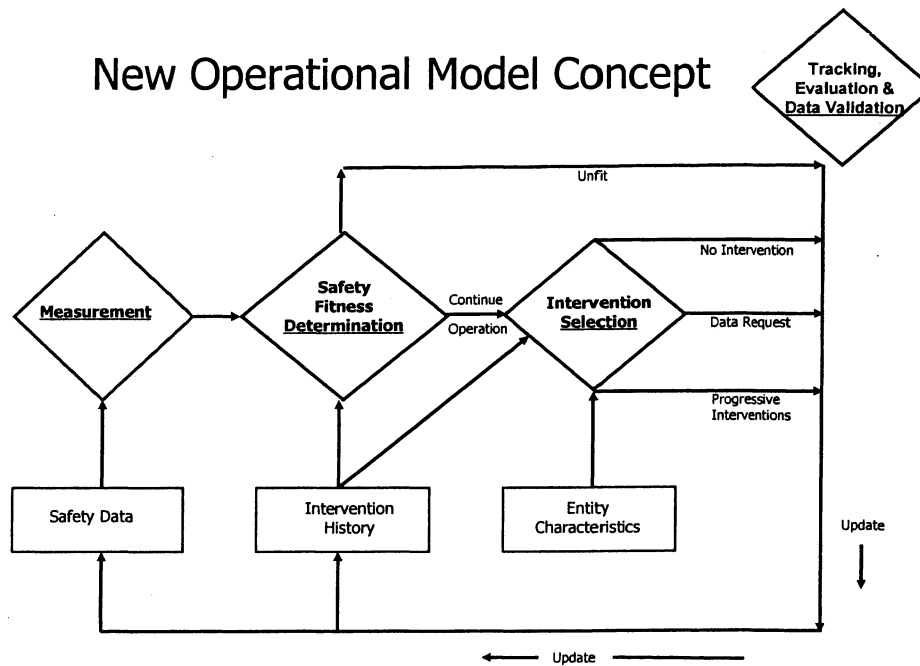 New Operational Model Concept
Tracking,
Evaluation &
Data Validation
Unfit
No Intervention
Measurement
Safety
Fitness
Determination
Continue
Operation
Intervention
Selection
Data Request
Progressive
Interventions
Safety Data
Intervention
History
Entity
Characteristics
Update
Update